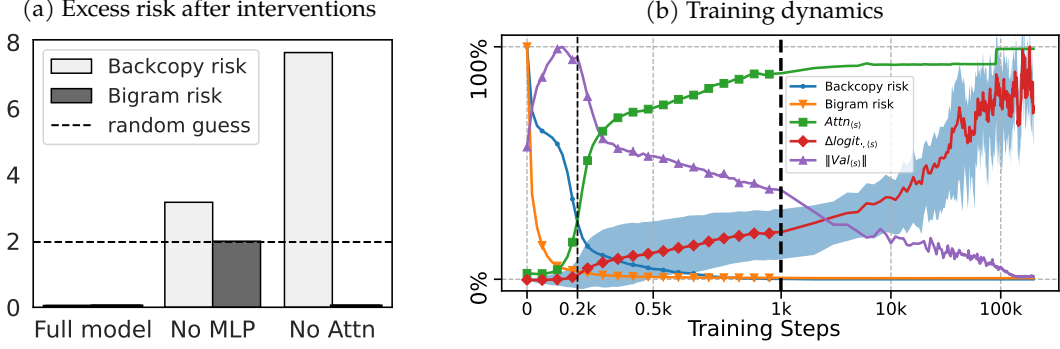 (a) Excess risk after interventions
8
6
4
2
0
Backcopy risk
Bigram risk
random guess
Full model
No MLP
No Attn
(b) Training dynamics
100%
0%
Backcopy risk
Bigram risk
Attn⟨s⟩
Δlogit·,⟨s⟩
‖Val⟨s⟩‖
0
0.2k
0.5k
1k
10k
100k
Training Steps